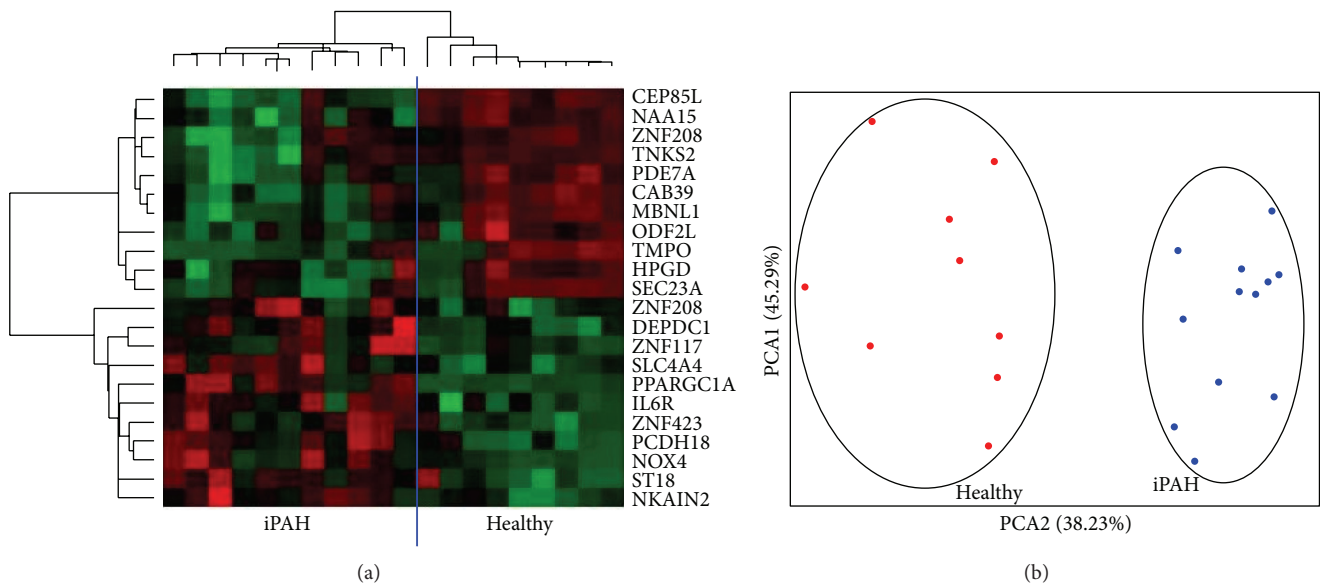 CEP85L
NAA15
ZNF208
TNKS2
PDE7A
CAB39
MBNL1
ODF2L
TMPO
HPGD
SEC23A
ZNF208
DEPDC1
ZNF117
SLC4A4
PPARGC1A
IL6R
ZNF423
PCDH18
NOX4
ST18
NKAIN2
iPAH
Healthy
(a)
PCA1 (45.29%)
Healthy
iPAH
PCA2 (38.23%)
(b)